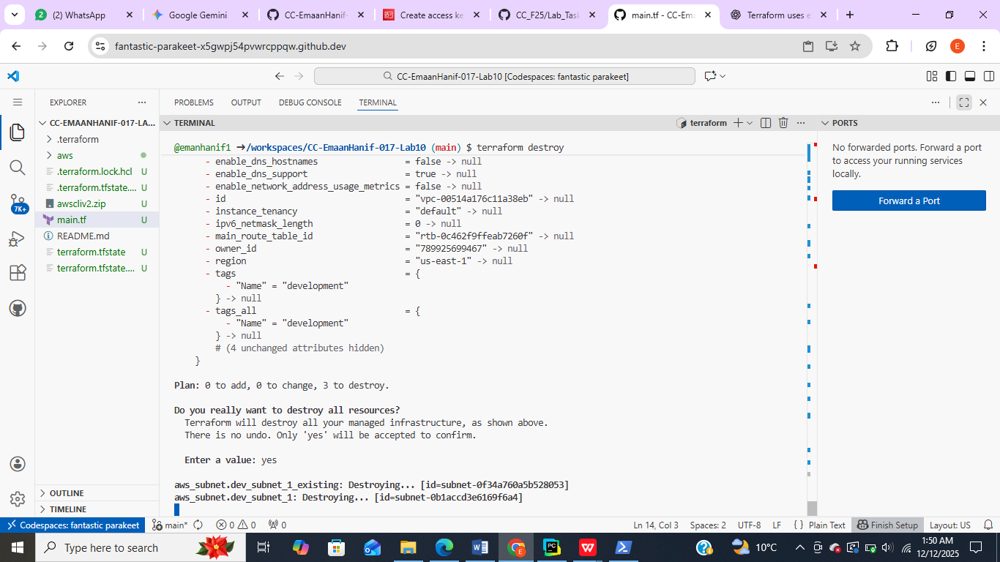 2 (2) WhatsApp
Google Gemini
CC-EmaanHanif-
Create access ke
CC_F25/Lab_Task
main.tf - CC-Ema
Terraform uses e
fantastic-parakeet-x5gwpj54pvwrcppqw.github.dev
E
CC-EmaanHanif-017-Lab10 [Codespaces: fantastic parakeet]
EXPLORER
PROBLEMS OUTPUT DEBUG CONSOLE TERMINAL
CC-EMAANHANIF-017-LA...
.terraform
aws
.terraform.lock.hcl U
.terraform.tfstate.... U
awscliv2.zip U
main.tf U
README.md
terraform.tfstate U
terraform.tfstate.... U
7K+
OUTLINE
TIMELINE
TERMINAL
terraform
@emanhanif1 ➜/workspaces/CC-EmaanHanif-017-Lab10 (main) $ terraform destroy
- enable_dns_hostnames = false -> null
- enable_dns_support = true -> null
- enable_network_address_usage_metrics = false -> null
- id = "vpc-00514a176c11a38eb" -> null
- instance_tenancy = "default" -> null
- ipv6_netmask_length = 0 -> null
- main_route_table_id = "rtb-0c462f9ffeab7260f" -> null
- owner_id = "789925699467" -> null
- region = "us-east-1" -> null
- tags = {
- "Name" = "development"
} -> null
- tags_all = {
- "Name" = "development"
} -> null
# (4 unchanged attributes hidden)
}
Plan: 0 to add, 0 to change, 3 to destroy.
Do you really want to destroy all resources?
Terraform will destroy all your managed infrastructure, as shown above.
There is no undo. Only 'yes' will be accepted to confirm.
Enter a value: yes
aws_subnet.dev_subnet_1_existing: Destroying... [id=subnet-0f34a760a5b528053]
aws_subnet.dev_subnet_1: Destroying... [id=subnet-0b1accd3e6169f6a4]
PORTS
No forwarded ports. Forward a port
to access your running services
locally.
Forward a Port
Codespaces: fantastic parakeet
main*
0 0
0
Ln 14, Col 3
Spaces: 2
UTF-8
LF
{ } Plain Text
Finish Setup
Layout: US
Type here to search
PC
W
E
10°C
1:50 AM
12/12/2025